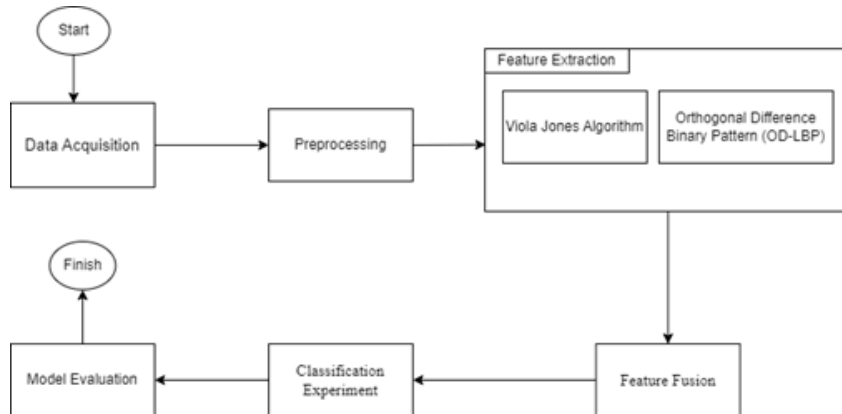 Start
Data Acquisition
Preprocessing
Feature Extraction
Viola Jones Algorithm
Orthogonal Difference
Binary Pattern (OD-LBP)
Finish
Model Evaluation
Classification
Experiment
Feature Fusion